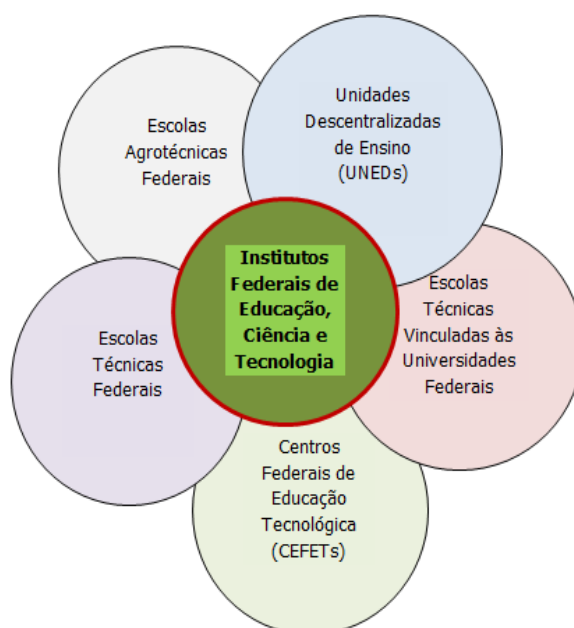 Unidades
Descentralizadas
de Ensino
(UNEDs)
Escolas
Agrotécnicas
Federais
Institutos
Federais de
Educação,
Ciência e
Tecnologia
Escolas
Técnicas
Vinculadas às
Universidades
Federais
Escolas
Técnicas
Federais
Centros
Federais de
Educação
Tecnológica
(CEFETs)